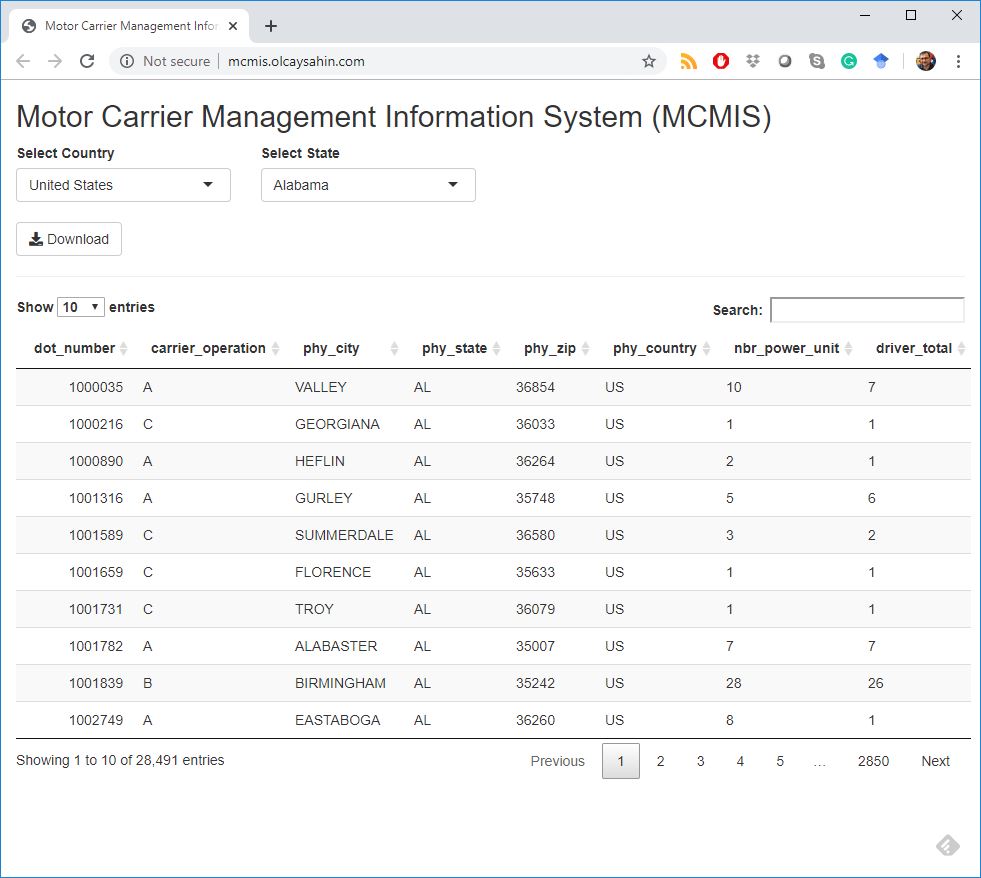 Motor Carrier Management Infor
Not secure | mcmis.olcaysahin.com
Motor Carrier Management Information System (MCMIS)
Select Country Select State
United States Alabama
Download
Show 10 entries Search:
dot_number carrier_operation phy_city phy_state phy_zip phy_country nbr_power_unit driver_total
1000035 A VALLEY AL 36854 US 10 7
1000216 C GEORGIANA AL 36033 US 1 1
1000890 A HEFLIN AL 36264 US 2 1
1001316 A GURLEY AL 35748 US 5 6
1001589 C SUMMERDALE AL 36580 US 3 2
1001659 C FLORENCE AL 35633 US 1 1
1001731 C TROY AL 36079 US 1 1
1001782 A ALABASTER AL 35007 US 7 7
1001839 B BIRMINGHAM AL 35242 US 28 26
1002749 A EASTABOGA AL 36260 US 8 1
Showing 1 to 10 of 28,491 entries Previous 1 2 3 4 5 … 2850 Next